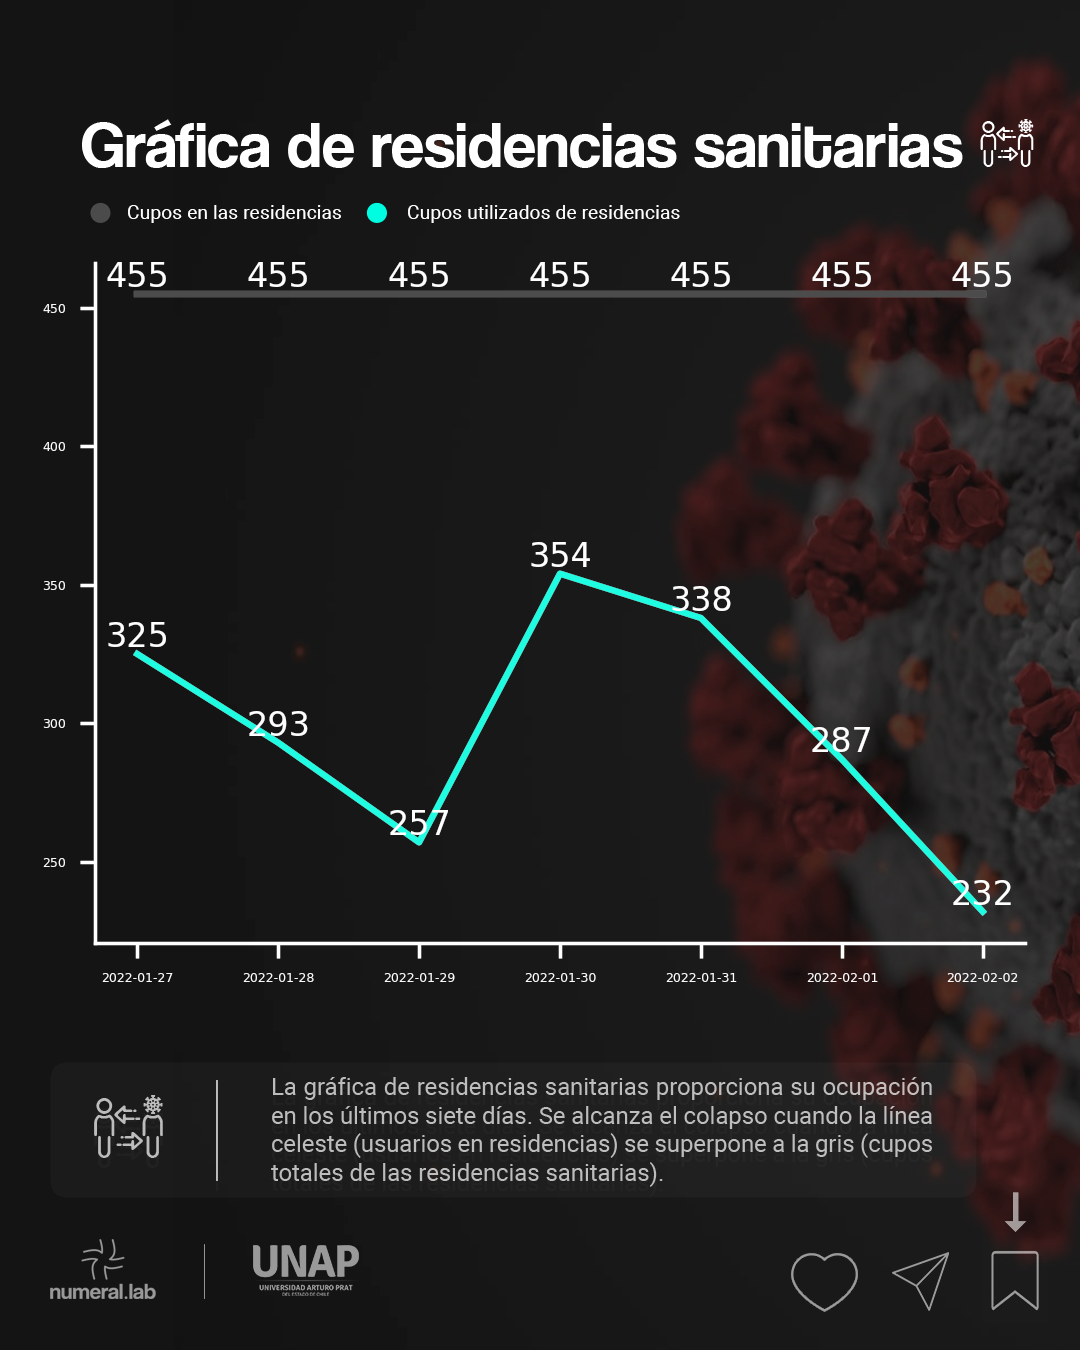 Gráfica de residencias sanitarias
Cupos en las residencias Cupos utilizados de residencias
455 455 455 455 455 455 455
450
400
350
300
250
325
293
257
354
338
287
232
2022-01-27 2022-01-28 2022-01-29 2022-01-30 2022-01-31 2022-02-01 2022-02-02
La gráfica de residencias sanitarias proporciona su ocupación
en los últimos siete días. Se alcanza el colapso cuando la línea
celeste (usuarios en residencias) se superpone a la gris (cupos
totales de las residencias sanitarias).
numeral.lab
UNAP
UNIVERSIDAD ARTURO PRAT
DEL ESTADO DE CHILE